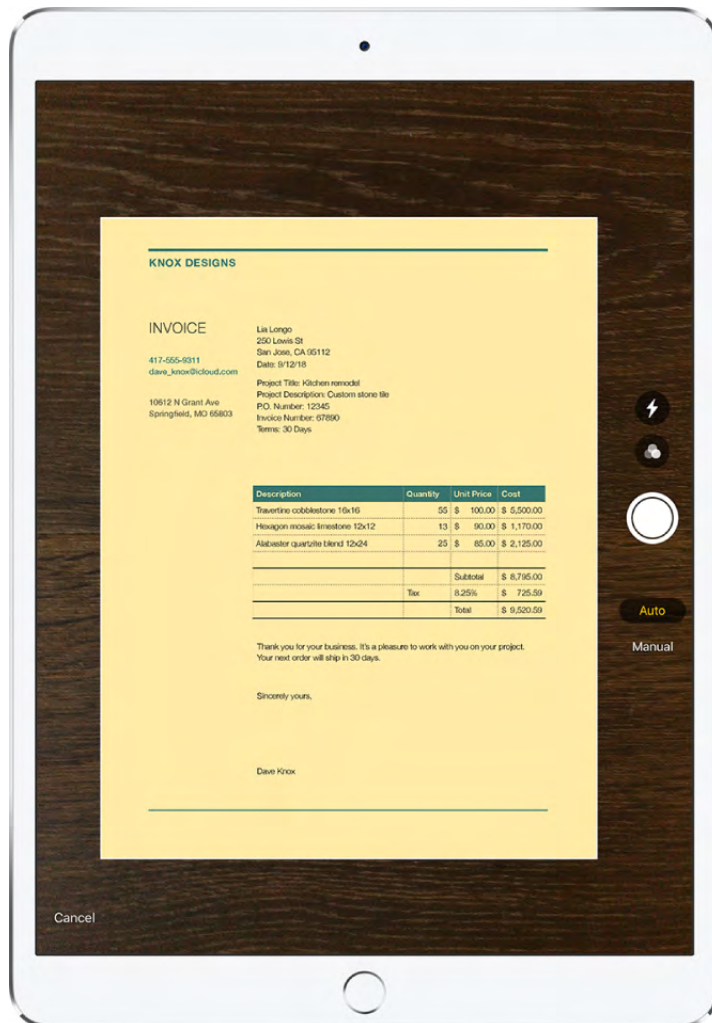 KNOX DESIGNS
INVOICE
417-555-9311
dave_knox@icloud.com
10612 N Grant Ave
Springfield, MO 65803
Lia Longo
250 Lewis St
San Jose, CA 95112
Date: 9/12/18
Project Title: Kitchen remodel
Project Description: Custom stone tile
P.O. Number: 12345
Invoice Number: 67890
Terms: 30 Days
Description Quantity Unit Price Cost
Travertine cobblestone 16x16 55 $ 100.00 $ 5,500.00
Hexagon mosaic limestone 12x12 13 $ 90.00 $ 1,170.00
Alabaster quartzite blend 12x24 25 $ 85.00 $ 2,125.00
Subtotal $ 8,795.00
Tax 8.25% $ 725.59
Total $ 9,520.59
Thank you for your business. It's a pleasure to work with you on your project.
Your next order will ship in 30 days.
Sincerely yours,
Dave Knox
Auto
Manual
Cancel